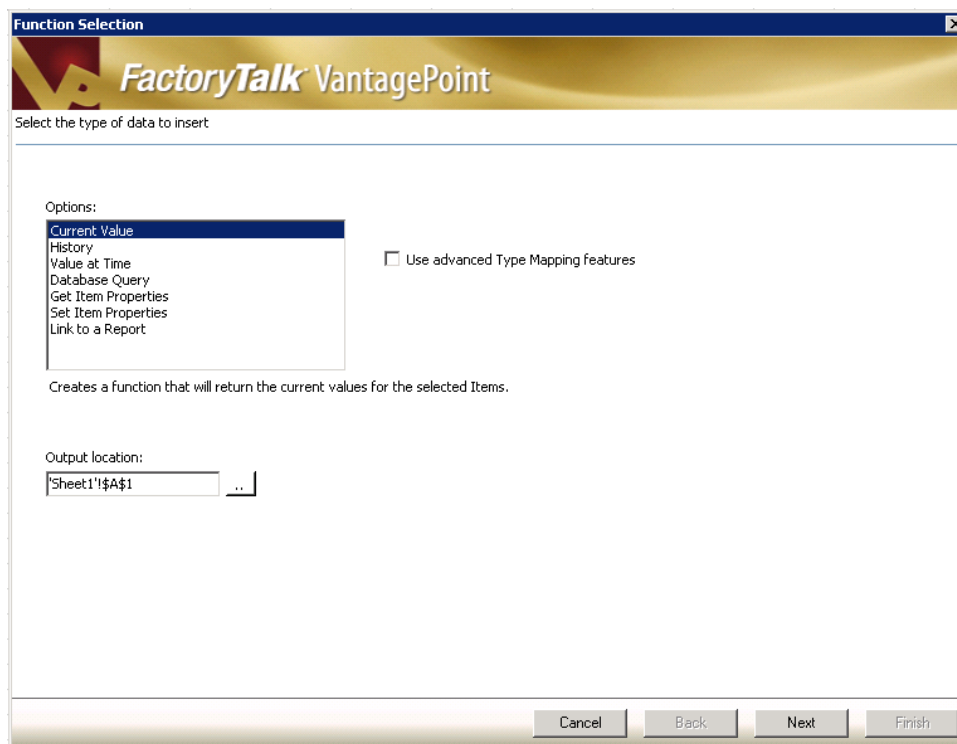 Function Selection
FactoryTalk VantagePoint
Select the type of data to insert
Options:
Current Value
History
Value at Time
Database Query
Get Item Properties
Set Item Properties
Link to a Report
Use advanced Type Mapping features
Creates a function that will return the current values for the selected Items.
Output location:
'Sheet1'!$A$1
..
Cancel Back Next Finish